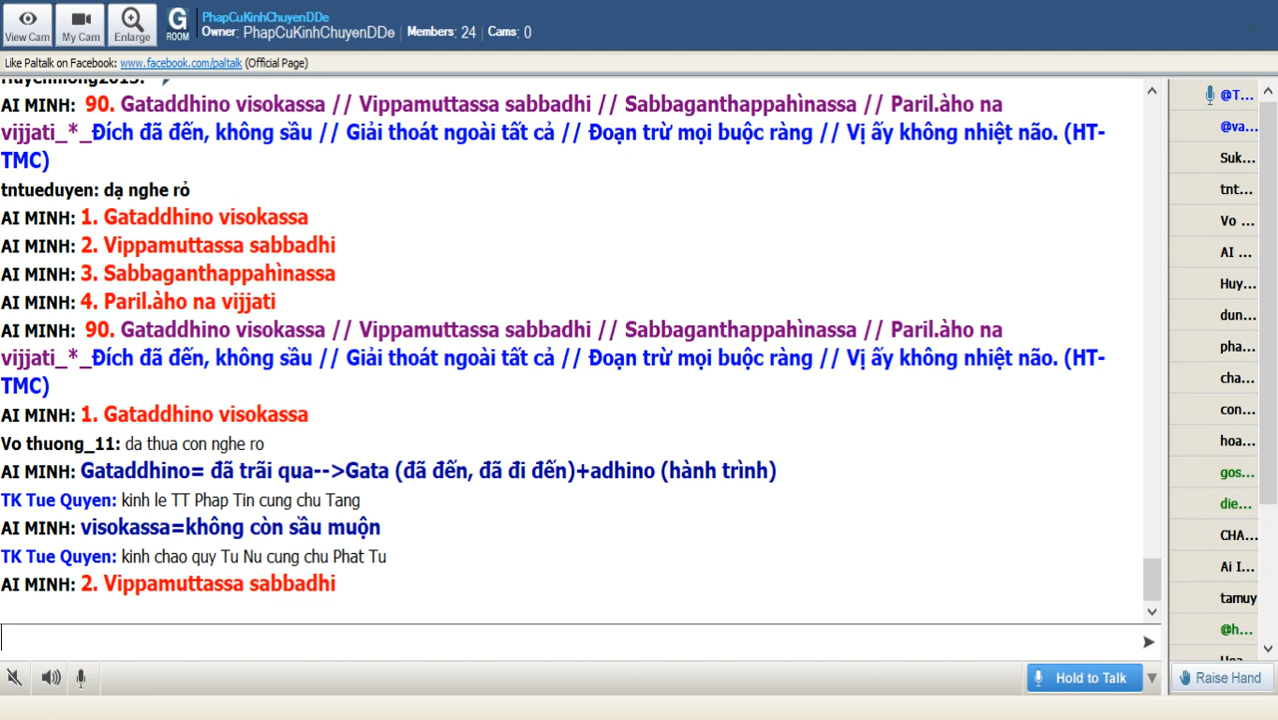 View Cam
My Cam
Enlarge
G
ROOM
PhapCuKinhChuyenDDe
Owner: PhapCuKinhChuyenDDe Members: 24 Cams: 0
Like Paltalk on Facebook: www.facebook.com/paltalk (Official Page)
AI MINH: 90. Gataddhino visokassa // Vippamuttassa sabbadhi // Sabbaganthappahìnassa // Paril.àho na
vijjati_*_Đích đã đến, không sầu // Giải thoát ngoài tất cả // Đoạn trừ mọi buộc ràng // Vị ấy không nhiệt não. (HT-
TMC)
tntueduyen: dạ nghe rỏ
AI MINH: 1. Gataddhino visokassa
AI MINH: 2. Vippamuttassa sabbadhi
AI MINH: 3. Sabbaganthappahìnassa
AI MINH: 4. Paril.àho na vijjati
AI MINH: 90. Gataddhino visokassa // Vippamuttassa sabbadhi // Sabbaganthappahìnassa // Paril.àho na
vijjati_*_Đích đã đến, không sầu // Giải thoát ngoài tất cả // Đoạn trừ mọi buộc ràng // Vị ấy không nhiệt não. (HT-
TMC)
AI MINH: 1. Gataddhino visokassa
Vo thuong_11: da thua con nghe ro
AI MINH: Gataddhino= đã trãi qua-->Gata (đã đến, đã đi đến)+adhino (hành trình)
TK Tue Quyen: kinh le TT Phap Tin cung chu Tang
AI MINH: visokassa=không còn sầu muộn
TK Tue Quyen: kinh chao quy Tu Nu cung chu Phat Tu
AI MINH: 2. Vippamuttassa sabbadhi
@T...
@va...
Suk...
tnt...
Vo ...
AI ...
Huy...
dun...
pha...
cha...
con...
hoa...
gos...
die...
CHA...
Ai I...
tamuy
@h...
Hold to Talk
Raise Hand